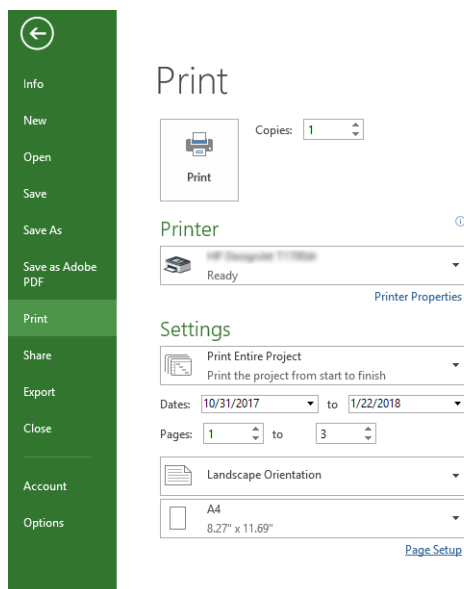 Info
New
Open
Save
Save As
Save as Adobe
PDF
Print
Share
Export
Close
Account
Options
Print
Print
Copies: 1
Printer
Ready
Printer Properties
Settings
Print Entire Project
Print the project from start to finish
Dates: 10/31/2017 to 1/22/2018
Pages: 1 to 3
Landscape Orientation
A4
8.27" x 11.69"
Page Setup